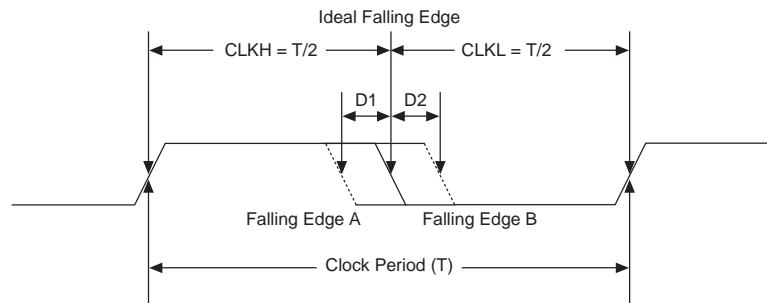 Ideal Falling Edge
CLKH = T/2
CLKL = T/2
D1
D2
Falling Edge A
Falling Edge B
Clock Period (T)